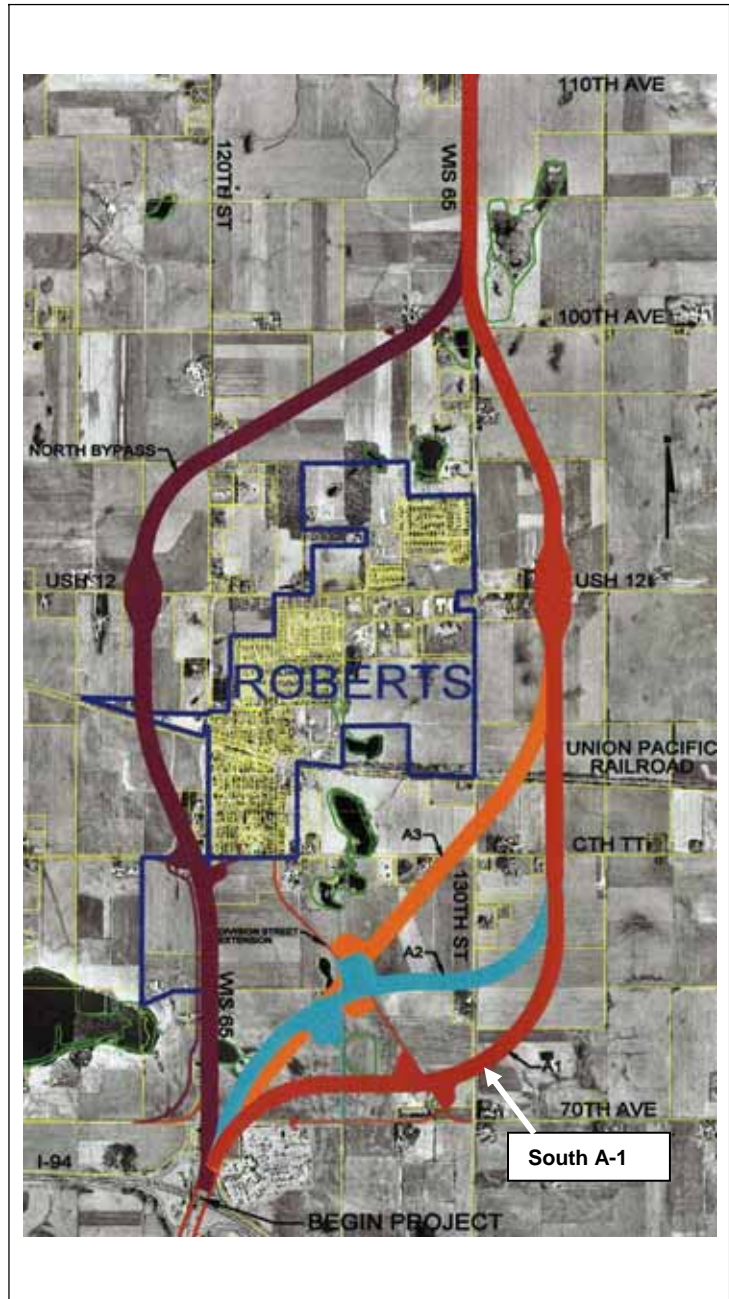 110TH AVE
120TH ST
WIS 65
100TH AVE
NORTH BYPASS
USH 12
USH 12
ROBERTS
UNION PACIFIC
RAILROAD
A3
CTH TT
130TH ST
DIVISION STREET
EXTENSION
A2
WIS 65
A1
70TH AVE
I-94
South A-1
BEGIN PROJECT